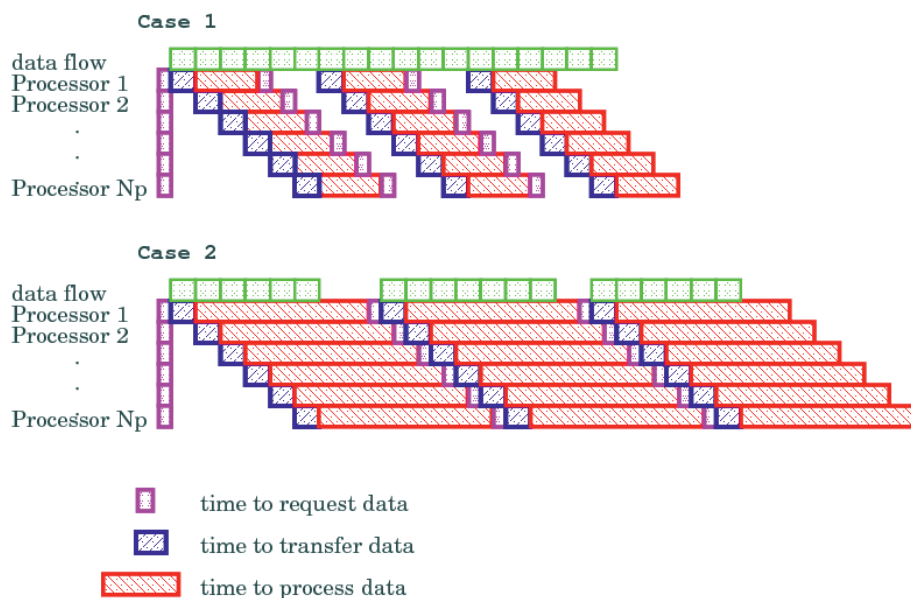 Case 1
data flow
Processor 1
Processor 2
.
.
Processor Np
Case 2
data flow
Processor 1
Processor 2
.
.
Processor Np
time to request data
time to transfer data
time to process data